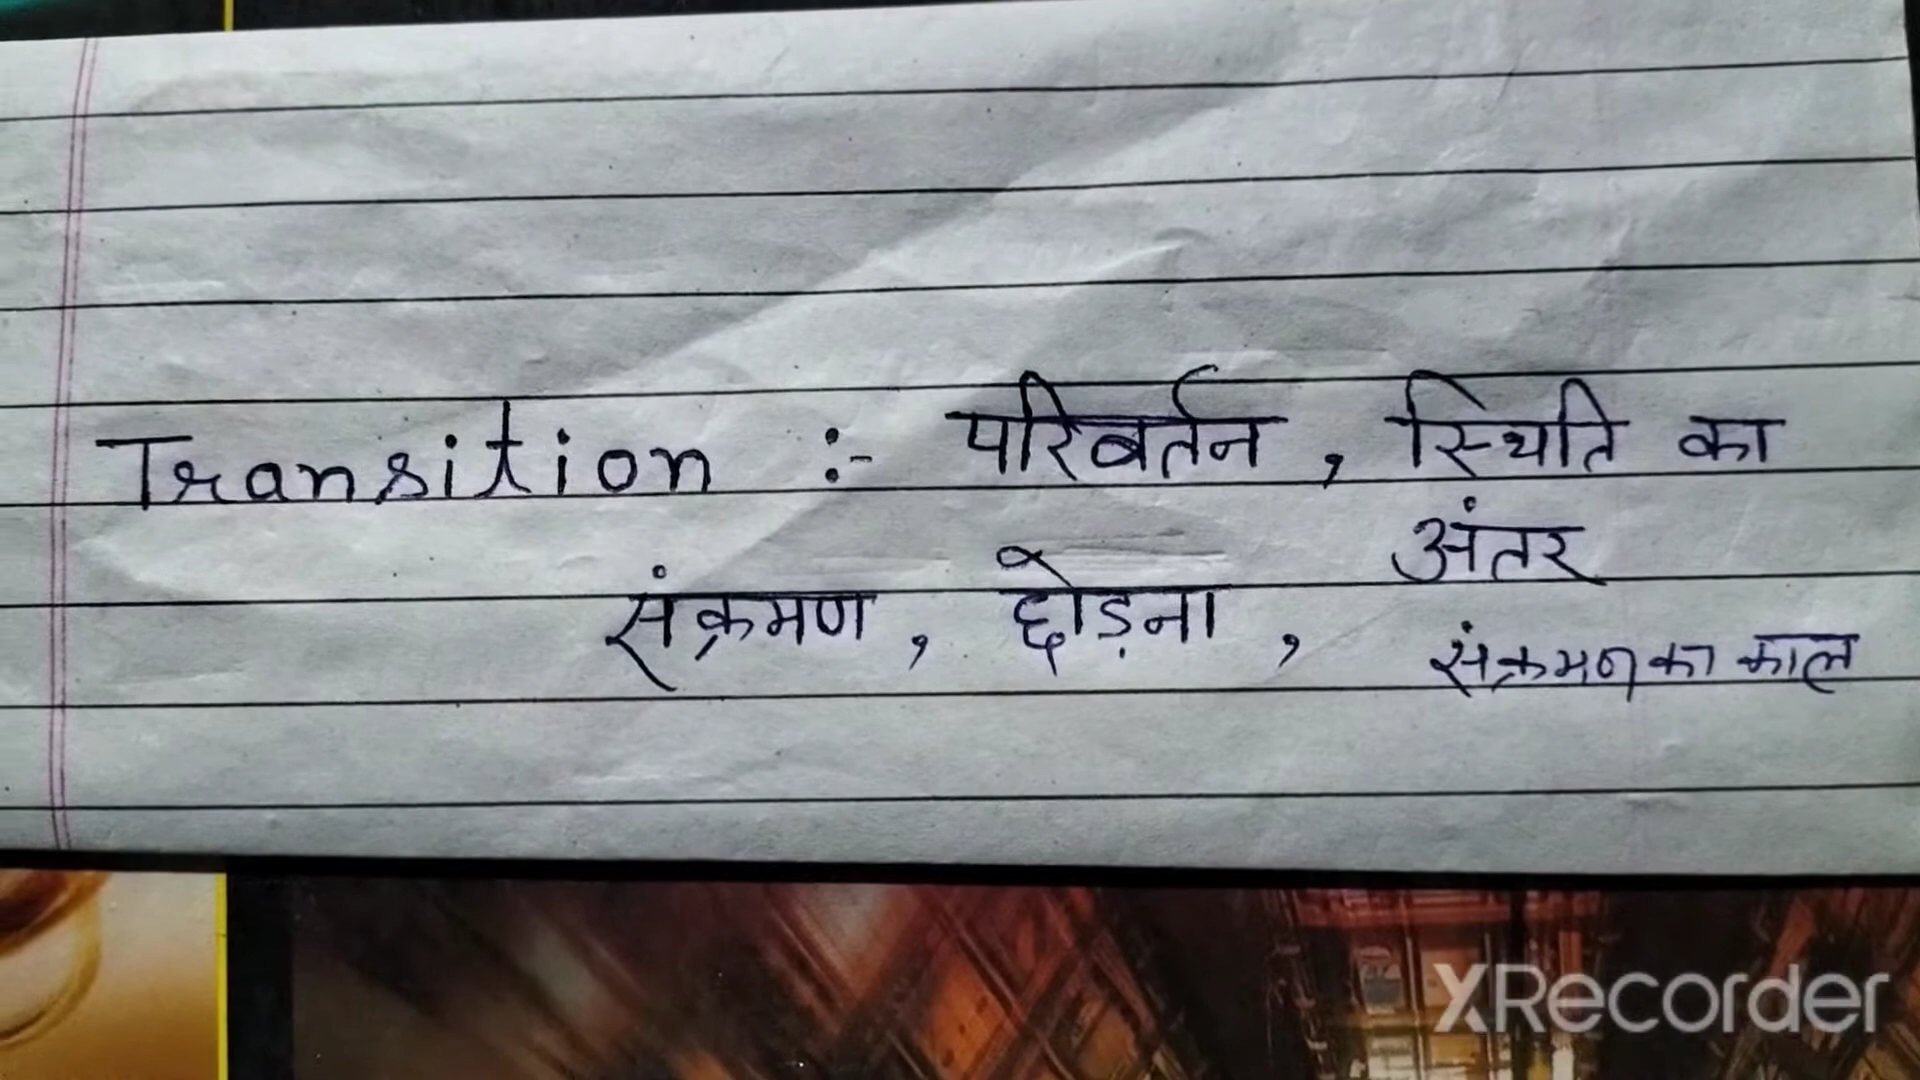 Transition :- परिवर्तन , स्थिति का
अंतर
संक्रमण , छोड़ना ,
संक्रमण का काल
XRecorder